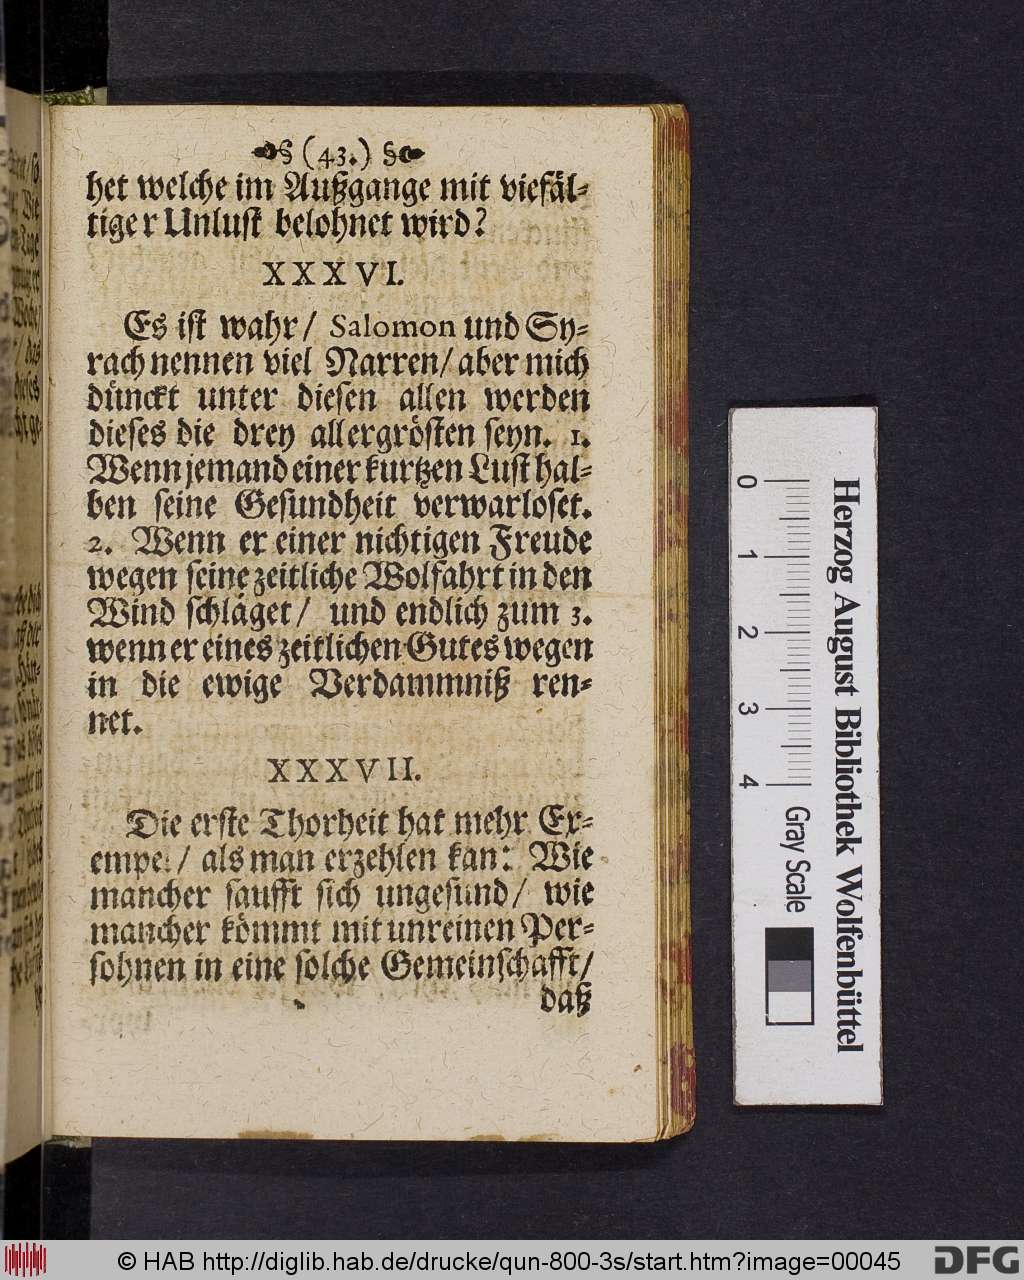 (43.)
het welche im Außgange mit viefäl-
tiger Unlust belohnet wird?
XXXVI.
Es ist wahr/ Salomon und Sy-
rach nennen viel Narren/ aber mich
dünckt unter diesen allen werden
dieses die drey allergrösten seyn. 1.
Wenn jemand einer kurtzen Lust hal-
ben seine Gesundheit verwarloset.
2. Wenn er einer nichtigen Freude
wegen seine zeitliche Wolfahrt in den
Wind schläget/ und endlich zum 3.
wenn er eines zeitlichen Gutes wegen
in die ewige Verdammniß ren-
net.
XXXVII.
Die erste Thorheit hat mehr Ex-
empel/ als man erzehlen kan: Wie
mancher saufft sich ungesund/ wie
mancher kömmt mit unreinen Per-
sohnen in eine solche Gemeinschafft/
daß
Herzog August Bibliothek Wolfenbüttel
0 1 2 3 4 Gray Scale
© HAB http://diglib.hab.de/drucke/qun-800-3s/start.htm?image=00045
DFG